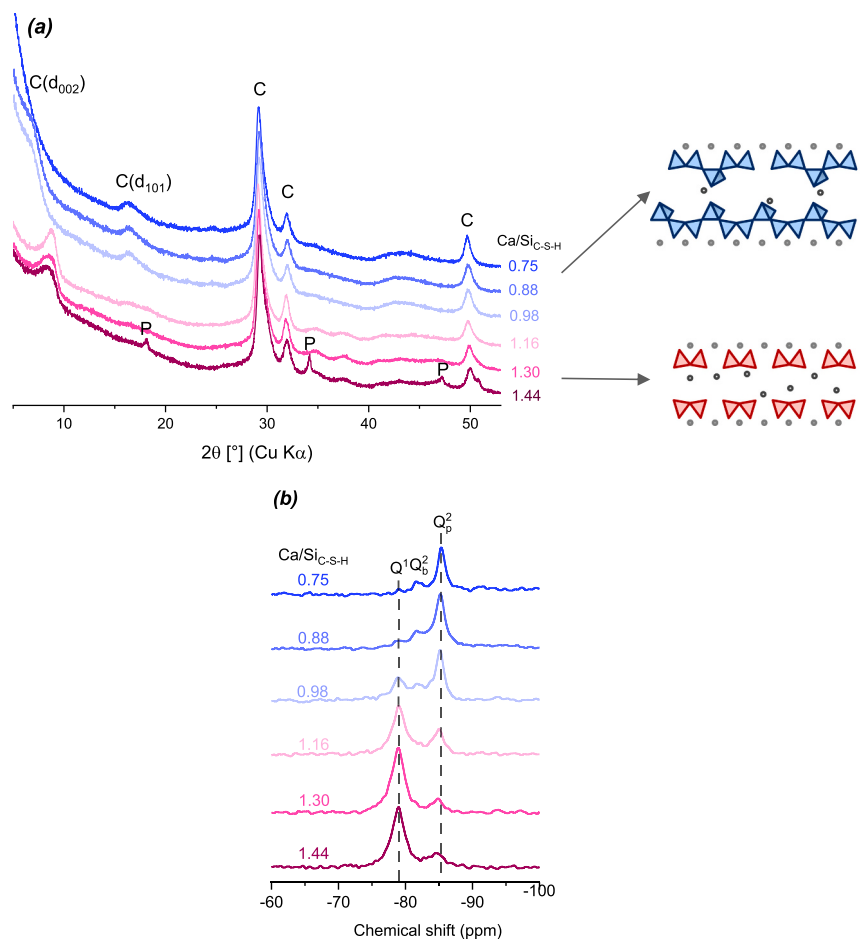 (a)
C(d002)
C(d101)
C
C
C
P
P
P
Ca/SiC-S-H
0.75
0.88
0.98
1.16
1.30
1.44
10 20 30 40 50
2θ [°] (Cu Kα)
(b)
Ca/SiC-S-H
Q¹ Q²b Q²p
0.75
0.88
0.98
1.16
1.30
1.44
-60 -70 -80 -90 -100
Chemical shift (ppm)